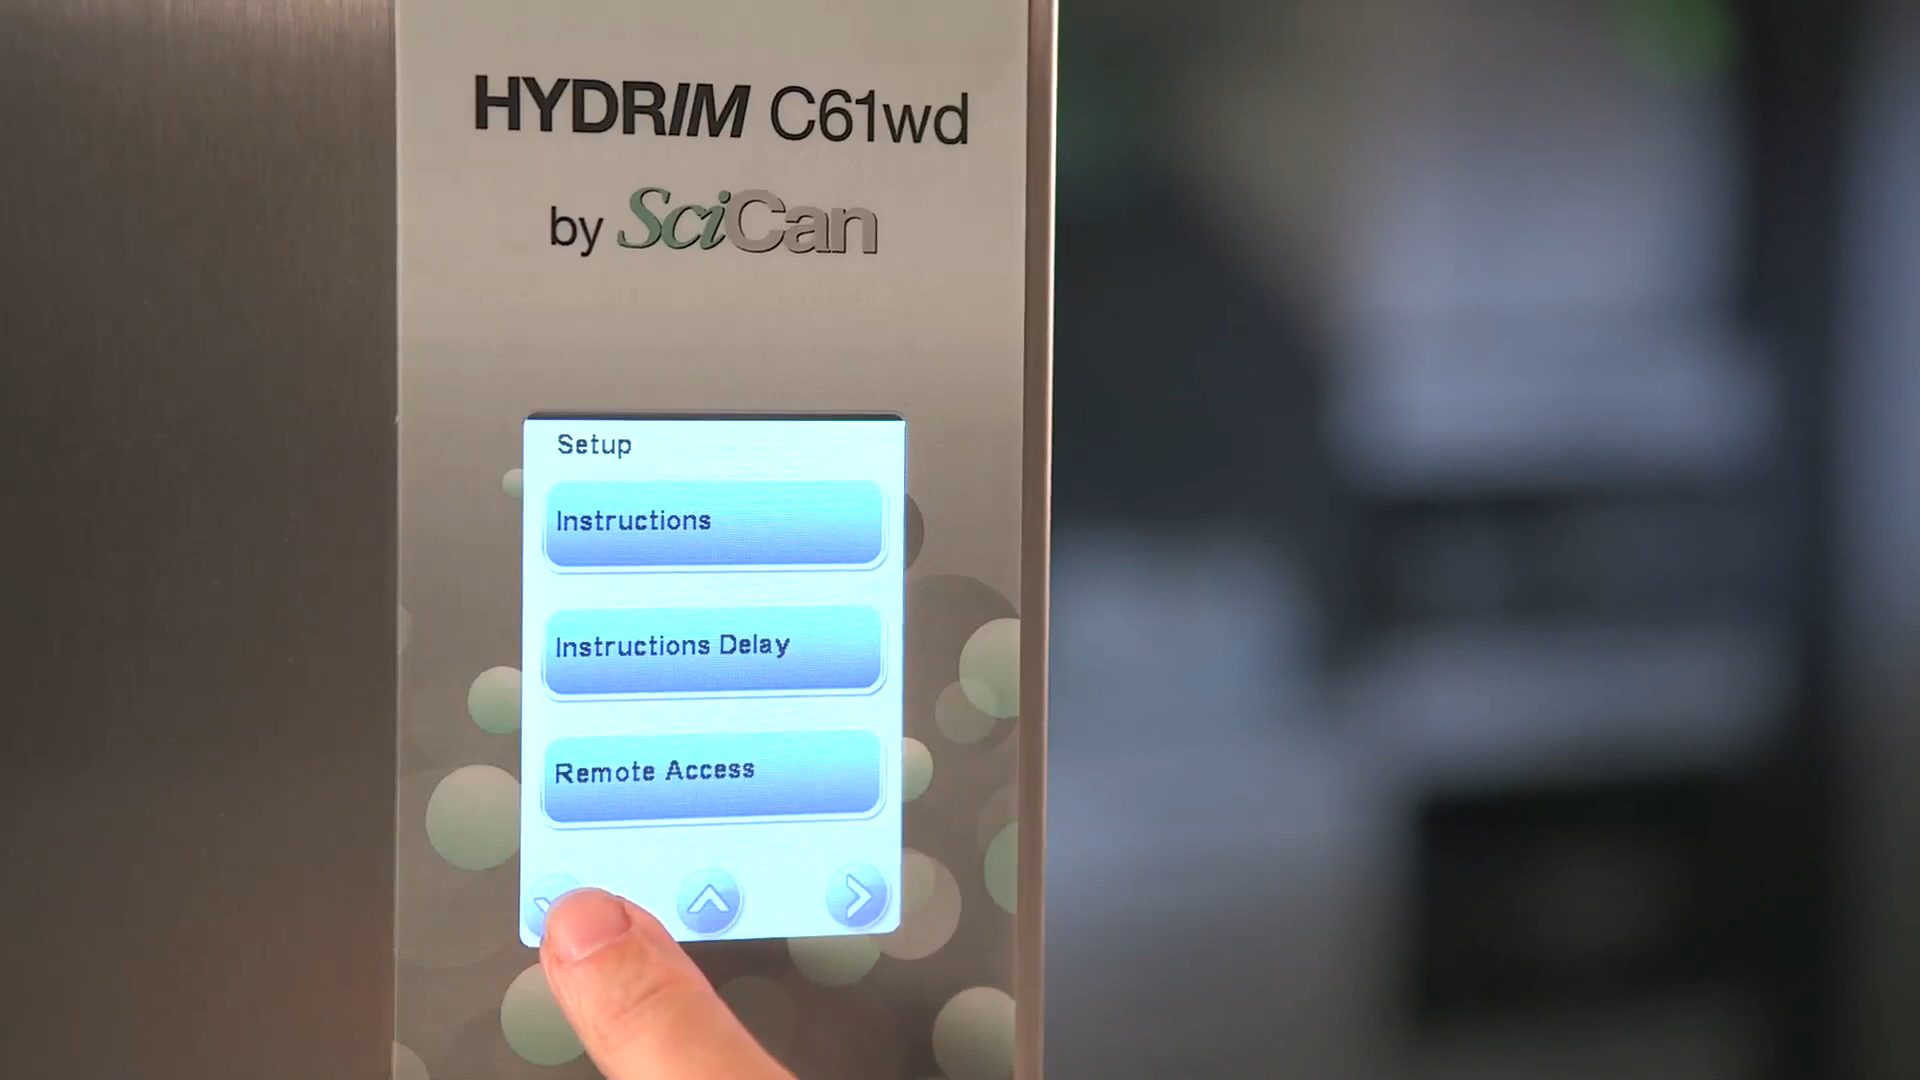 HYDRIM C61wd
by SciCan
Setup
Instructions
Instructions Delay
Remote Access